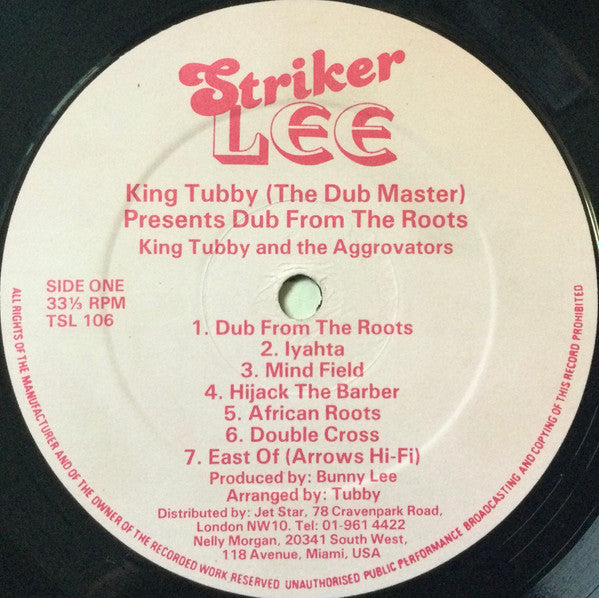 Striker
LEE
King Tubby (The Dub Master)
Presents Dub From The Roots
King Tubby and the Aggrovators
SIDE ONE
33⅓ RPM
TSL 106
1. Dub From The Roots
2. Iyahta
3. Mind Field
4. Hijack The Barber
5. African Roots
6. Double Cross
7. East Of (Arrows Hi-Fi)
Produced by: Bunny Lee
Arranged by: Tubby
Distributed by: Jet Star, 78 Cravenpark Road,
London NW10. Tel: 01-961 4422
Nelly Morgan, 20341 South West,
118 Avenue, Miami, USA
ALL RIGHTS OF THE MANUFACTURER AND OF THE OWNER OF THE RECORDED WORK RESERVED UNAUTHORISED PUBLIC PERFORMANCE BROADCASTING AND COPYING OF THIS RECORD PROHIBITED